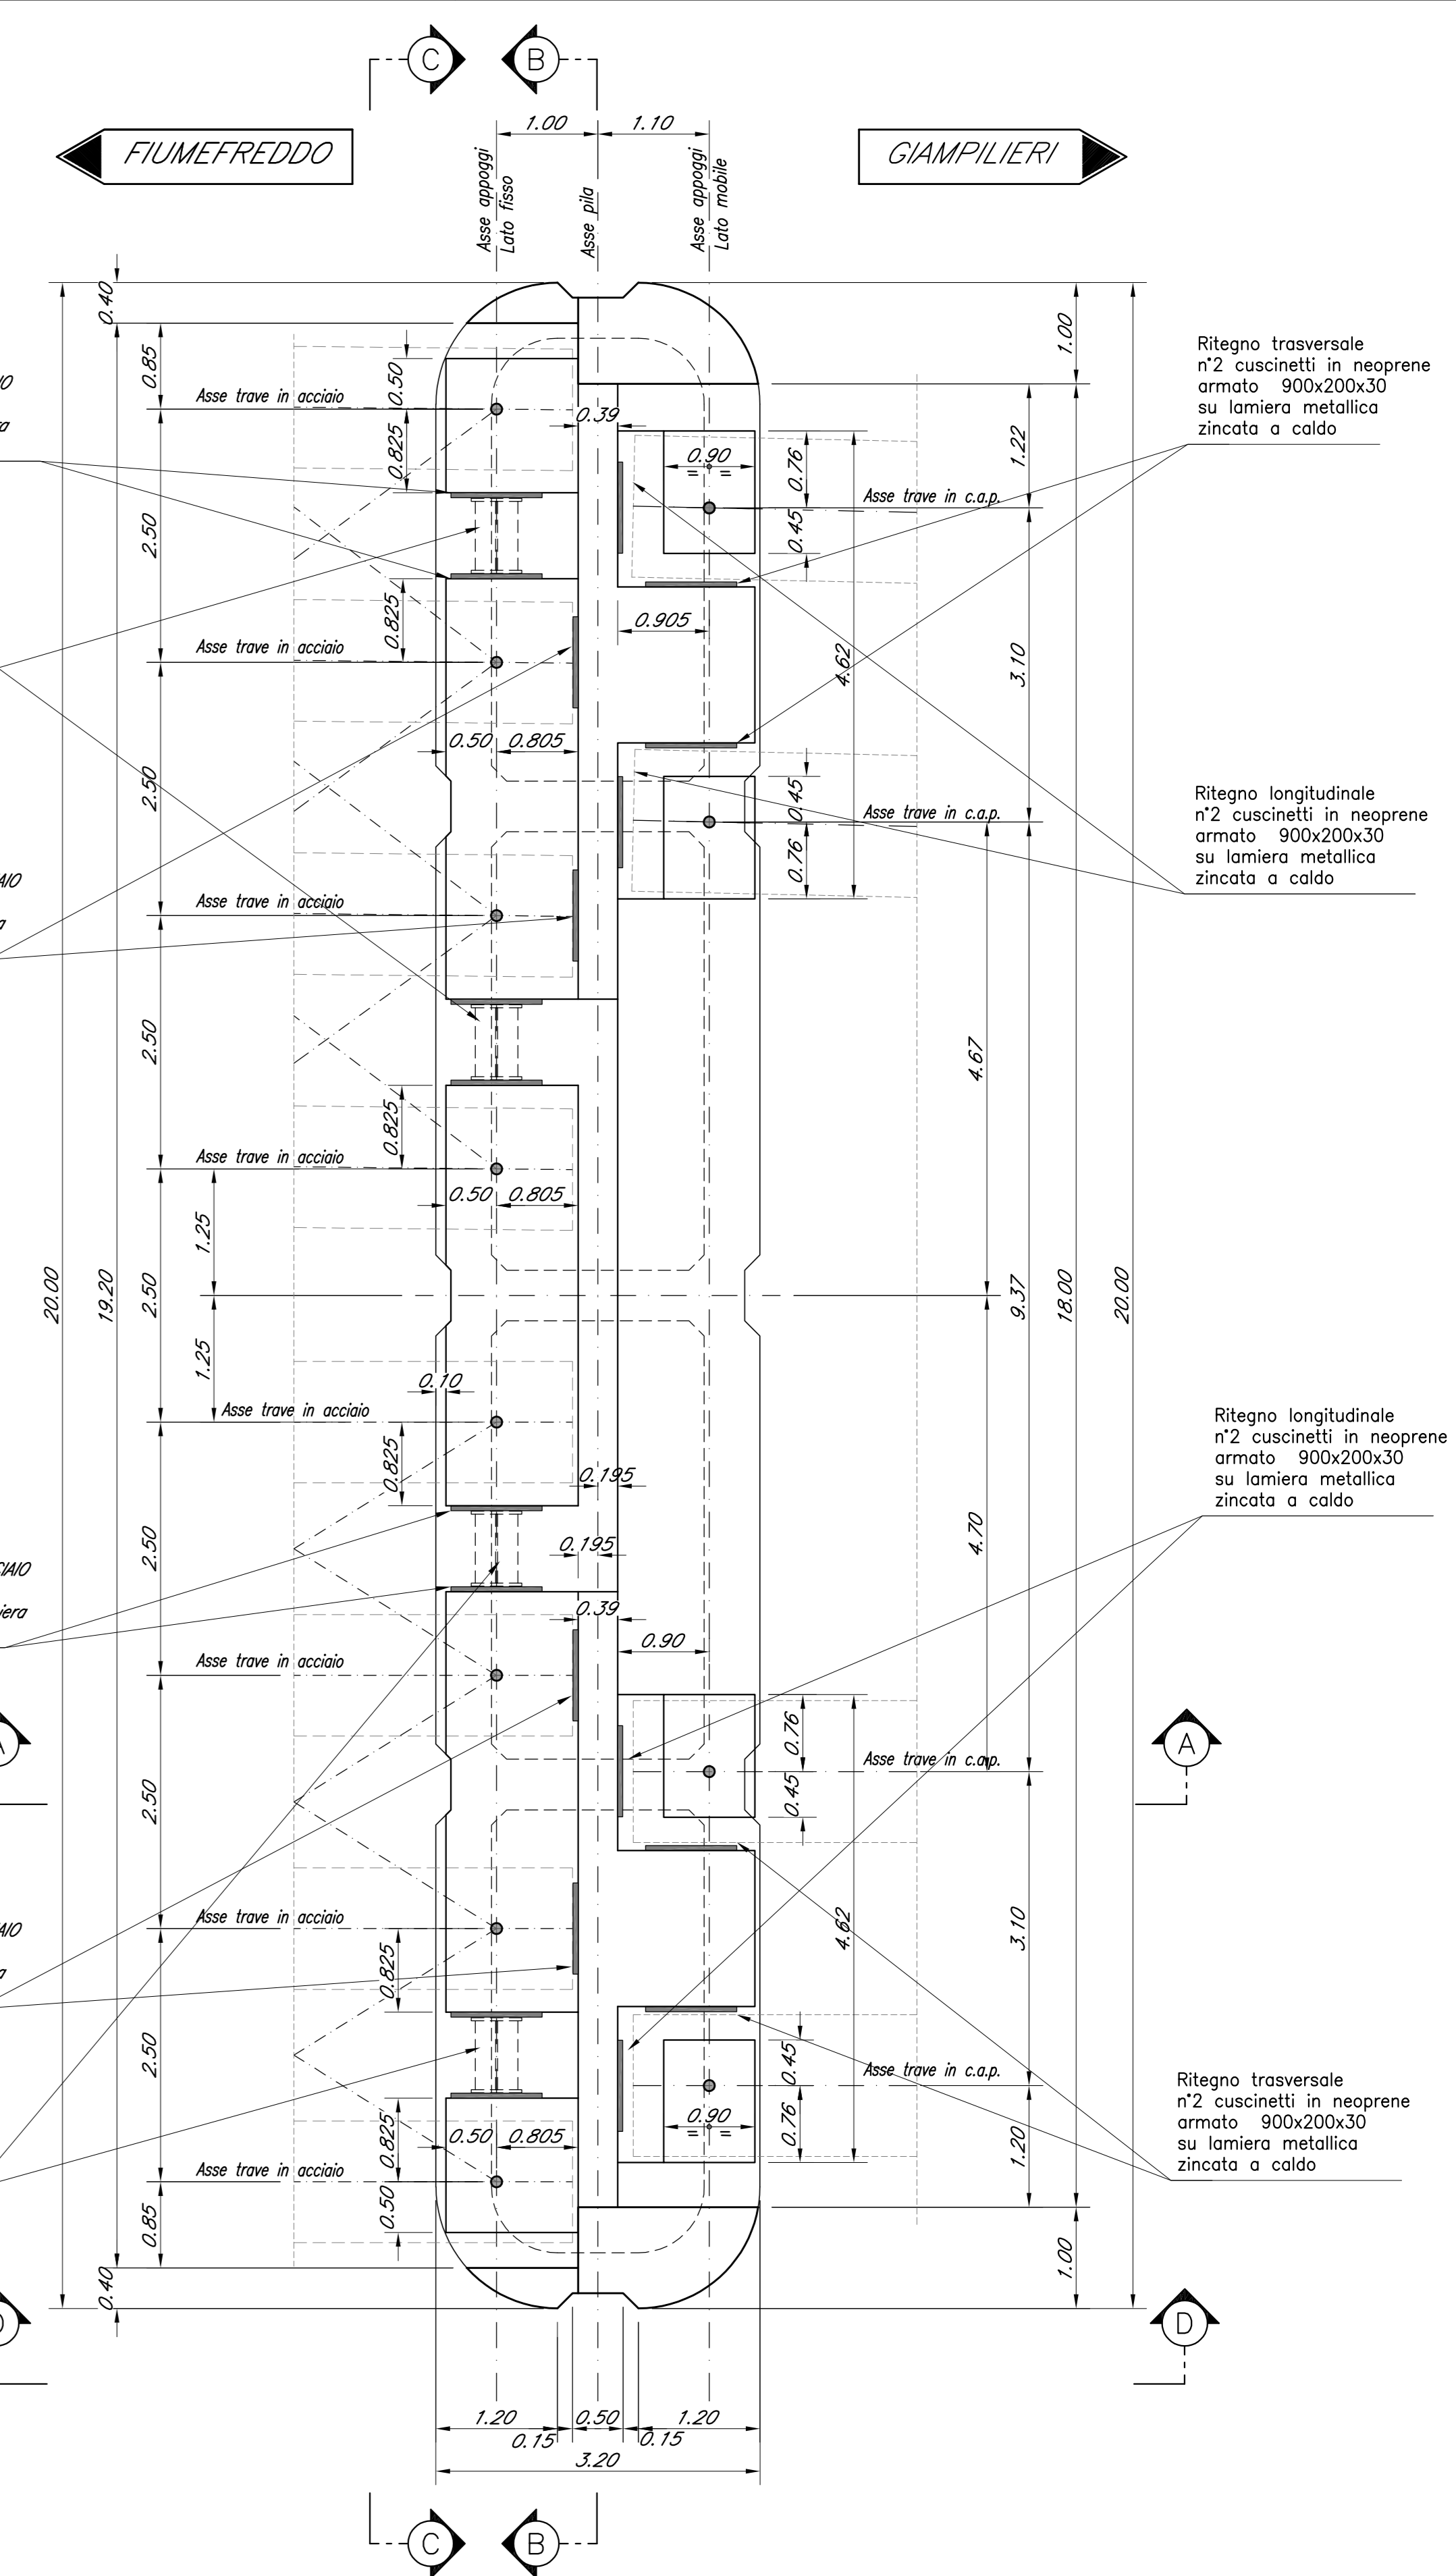 C B
FIUMEFREDDO
GIAMPILIERI
1.00 1.10
Asse appoggi
Lato fisso
Asse pila
Asse appoggi
Lato mobile
0.40
0.85
0.50
1.00
Ritegno trasversale
n°2 cuscinetti in neoprene
armato 900x200x30
su lamiera metallica
zincata a caldo
Asse trave in acciaio
0.39
0.825
0.90
= =
0.76
1.22
Asse trave in c.a.p.
0.45
2.50
0.825
0.905
4.62
3.10
Asse trave in acciaio
0.50 0.805
2.50
0.45
Ritegno longitudinale
n°2 cuscinetti in neoprene
armato 900x200x30
su lamiera metallica
zincata a caldo
Asse trave in c.a.p.
0.76
AIO
Asse trave in acciaio
2.50
4.67
0.825
Asse trave in acciaio
0.50 0.805
1.25
20.00
19.20
2.50
9.37
18.00
20.00
1.25
0.10
Asse trave in acciaio
Ritegno longitudinale
n°2 cuscinetti in neoprene
armato 900x200x30
su lamiera metallica
zincata a caldo
0.825
0.195
2.50
0.195
4.70
CIAIO
iera
0.39
0.90
Asse trave in acciaio
0.76
A
Asse trave in c.a.p.
0.45
2.50
Asse trave in acciaio
4.62
3.10
AIO
0.825
2.50
0.45
Asse trave in c.a.p.
Ritegno trasversale
n°2 cuscinetti in neoprene
armato 900x200x30
su lamiera metallica
zincata a caldo
0.825
0.50 0.805
0.90
= =
0.76
1.20
Asse trave in acciaio
0.50
0.85
0.40
1.00
D
1.20 0.50 1.20
0.15 0.15
3.20
C B